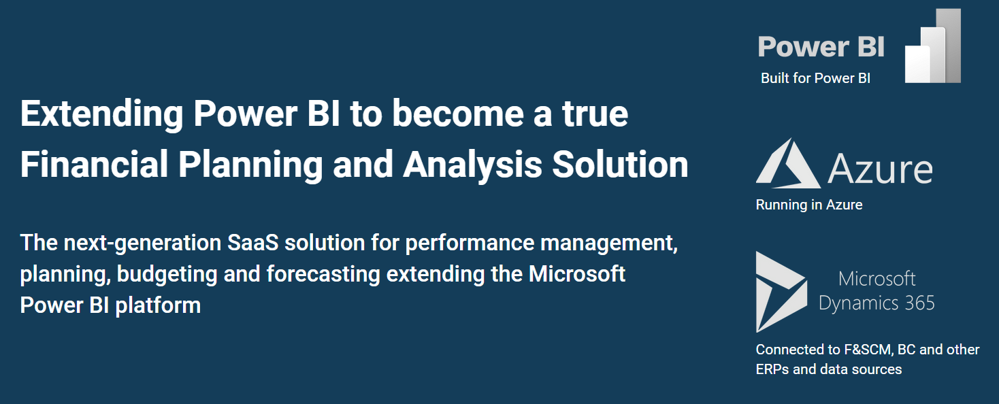 Extending Power BI to become a true
Financial Planning and Analysis Solution
The next-generation SaaS solution for performance management,
planning, budgeting and forecasting extending the Microsoft
Power BI platform
Power BI
Built for Power BI
Azure
Running in Azure
Microsoft
Dynamics 365
Connected to F&SCM, BC and other
ERPs and data sources